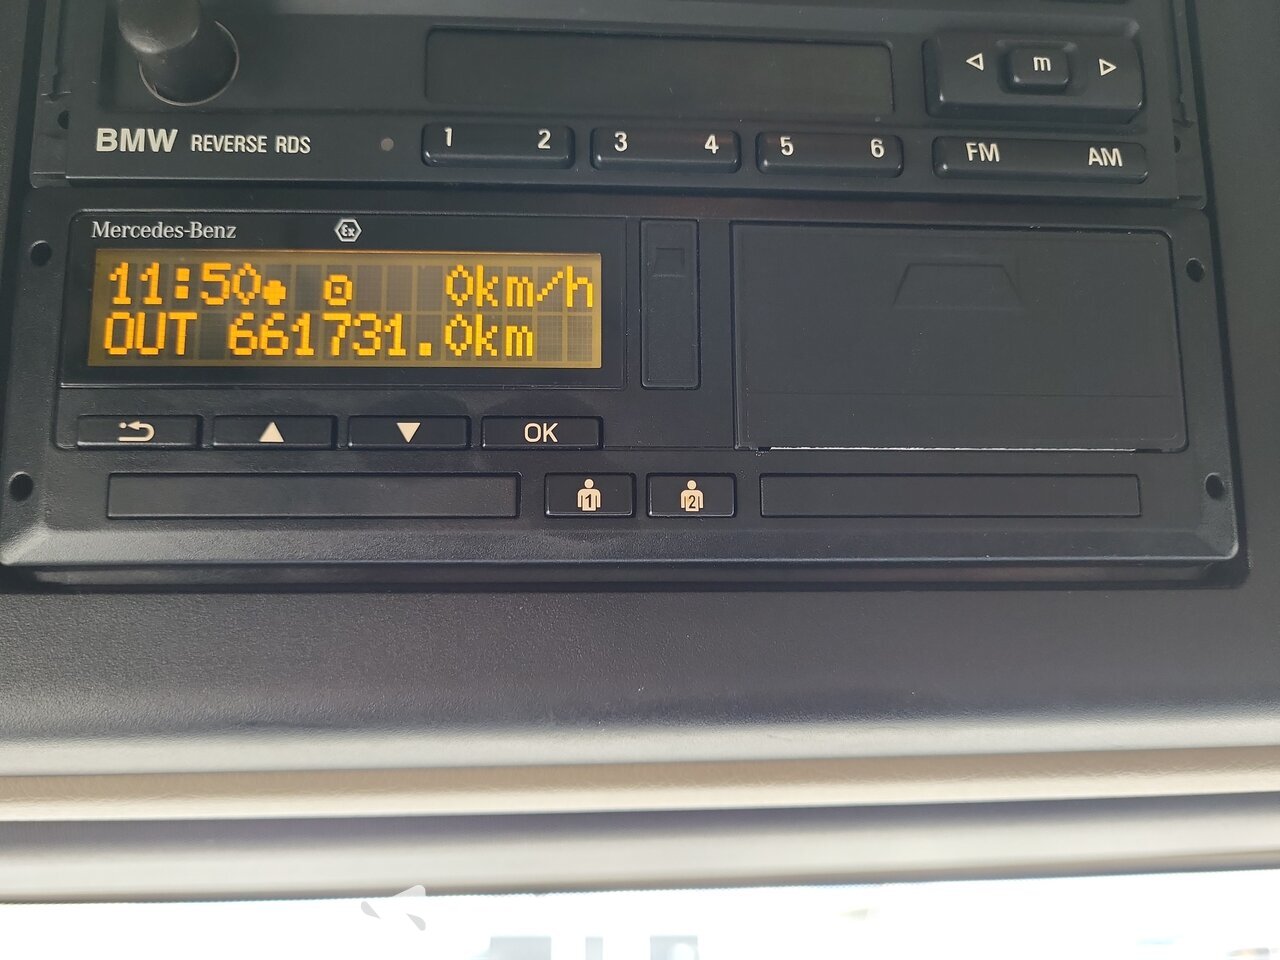 m
BMW REVERSE RDS 1 2 3 4 5 6 FM AM
Mercedes-Benz Ex
11:50 0km/h
OUT 661731.0km
OK
1 2